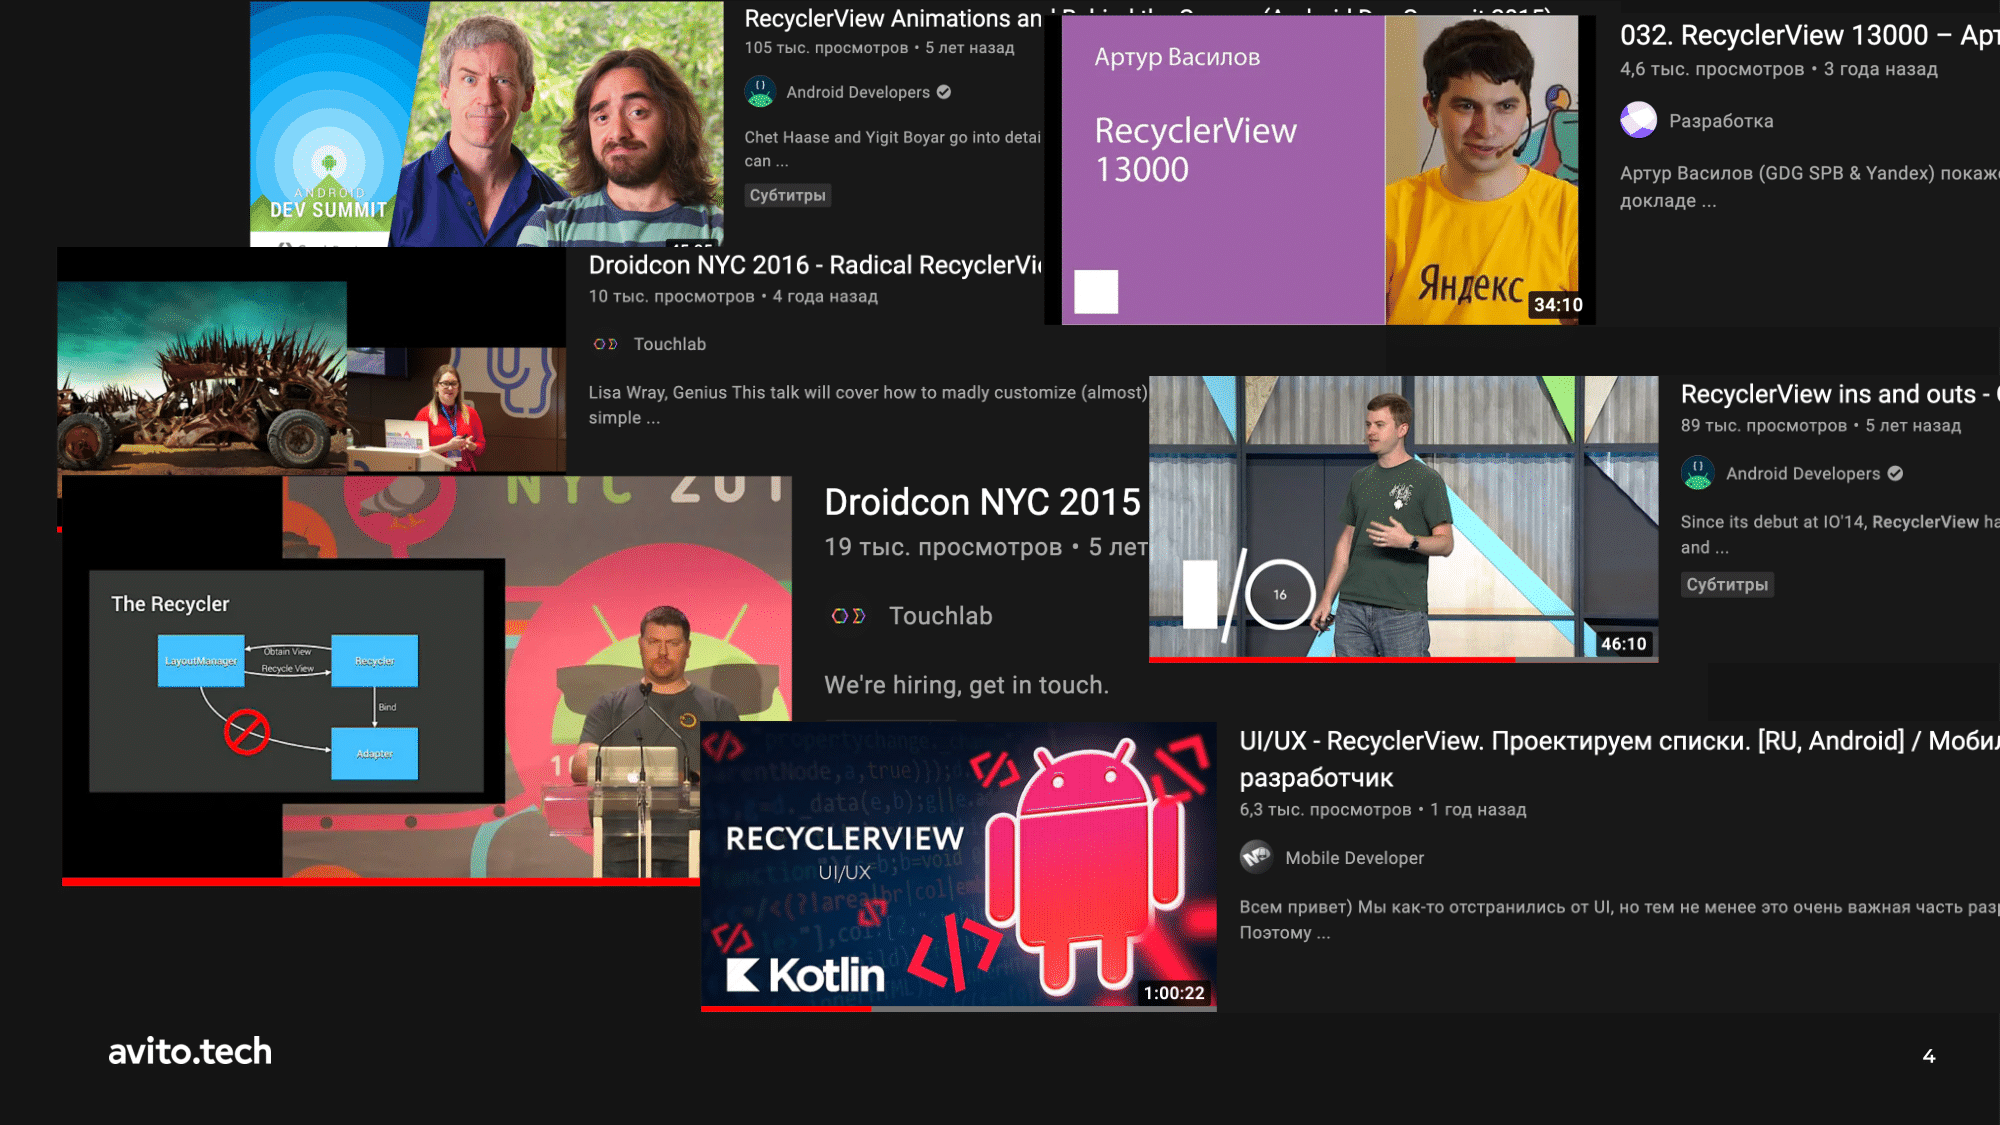 RecyclerView Animations an
105 тыс. просмотров • 5 лет назад
Android Developers
Chet Haase and Yigit Boyar go into detai
can ...
Субтитры
ANDROID
DEV SUMMIT
Артур Василов
RecyclerView
13000
Яндекс
34:10
032. RecyclerView 13000 – Арт
4,6 тыс. просмотров • 3 года назад
Разработка
Артур Василов (GDG SPB & Yandex) покаже
докладе ...
Droidcon NYC 2016 - Radical RecyclerVi
10 тыс. просмотров • 4 года назад
Touchlab
Lisa Wray, Genius This talk will cover how to madly customize (almost)
simple ...
RecyclerView ins and outs -
89 тыс. просмотров • 5 лет назад
Android Developers
Since its debut at IO'14, RecyclerView ha
and ...
Субтитры
16
46:10
NYC 201
The Recycler
LayoutManager
Obtain View
Recycle View
Recycler
Bind
Adapter
Droidcon NYC 2015
19 тыс. просмотров • 5 лет
Touchlab
We're hiring, get in touch.
RECYCLERVIEW
UI/UX
Kotlin
1:00:22
UI/UX - RecyclerView. Проектируем списки. [RU, Android] / Моби
разработчик
6,3 тыс. просмотров • 1 год назад
Mobile Developer
Всем привет) Мы как-то отстранились от UI, но тем не менее это очень важная часть раз
Поэтому ...
avito.tech
4